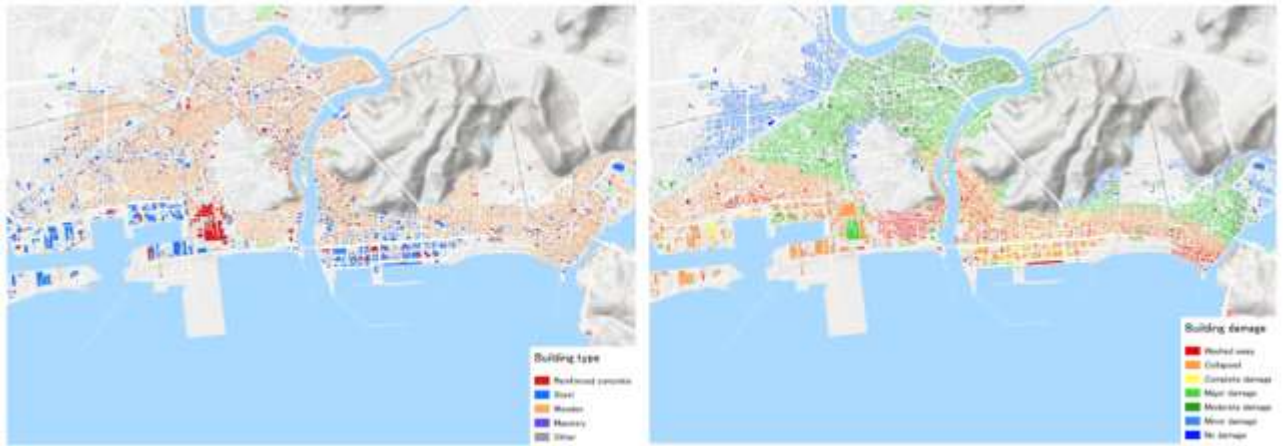 Building type
Reinforced concrete
Steel
Wooden
Masonry
Other
Building damage
Washed away
Collapsed
Complete damage
Major damage
Moderate damage
Minor damage
No damage